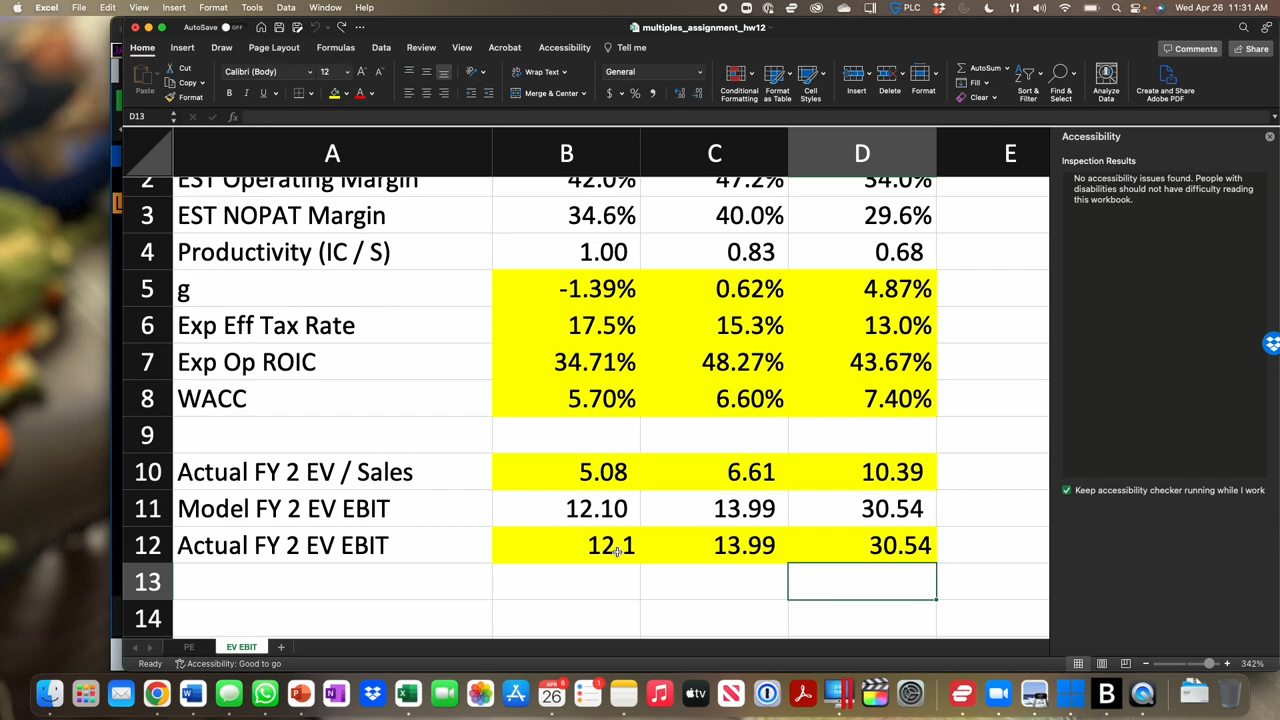 Excel File Edit View Insert Format Tools Data Window Help PLC Wed Apr 26 11:31 AM
AutoSave OFF multiples_assignment_hw12
Home Insert Draw Page Layout Formulas Data Review View Acrobat Accessibility Tell me Comments Share
Paste Cut Copy Format Calibri (Body) 12 Wrap Text Merge & Center General Conditional Formatting Format as Table Cell Styles Insert Delete Format AutoSum Fill Clear Sort & Filter Find & Select Analyze Data Create and Share Adobe PDF
D13 fx
A B C D E
2 EST Operating Margin 42.0% 47.2% 34.0%
3 EST NOPAT Margin 34.6% 40.0% 29.6%
4 Productivity (IC / S) 1.00 0.83 0.68
5 g -1.39% 0.62% 4.87%
6 Exp Eff Tax Rate 17.5% 15.3% 13.0%
7 Exp Op ROIC 34.71% 48.27% 43.67%
8 WACC 5.70% 6.60% 7.40%
9
10 Actual FY 2 EV / Sales 5.08 6.61 10.39
11 Model FY 2 EV EBIT 12.10 13.99 30.54
12 Actual FY 2 EV EBIT 12.1 13.99 30.54
13
14
Accessibility
Inspection Results
No accessibility issues found. People with
disabilities should not have difficulty reading
this workbook.
Keep accessibility checker running while I work
PE EV EBIT +
Ready Accessibility: Good to go 342%
APR 6 26 1 tv